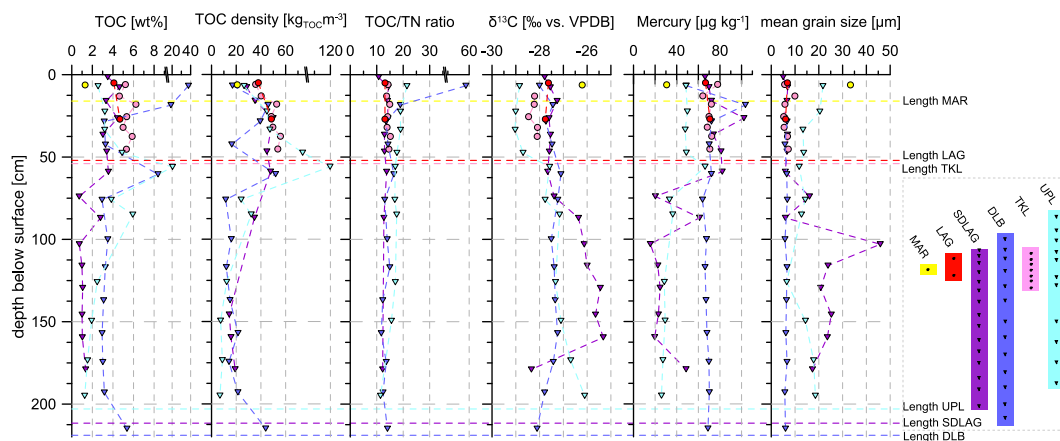 TOC [wt%]
TOC density [kgTOCm-3]
TOC/TN ratio
δ13C [‰ vs. VPDB]
Mercury [µg kg-1]
mean grain size [µm]
0 2 4 6 8 10 20 40
0 20 40 60 80 100 120
0 10 20 30 40 60
-30 -28 -26
0 40 80
0 10 20 30 40 50
depth below surface [cm]
0
50
100
150
200
Length MAR
Length LAG
Length TKL
Length UPL
Length SDLAG
Length DLB
MAR
LAG
SDLAG
DLB
TKL
UPL